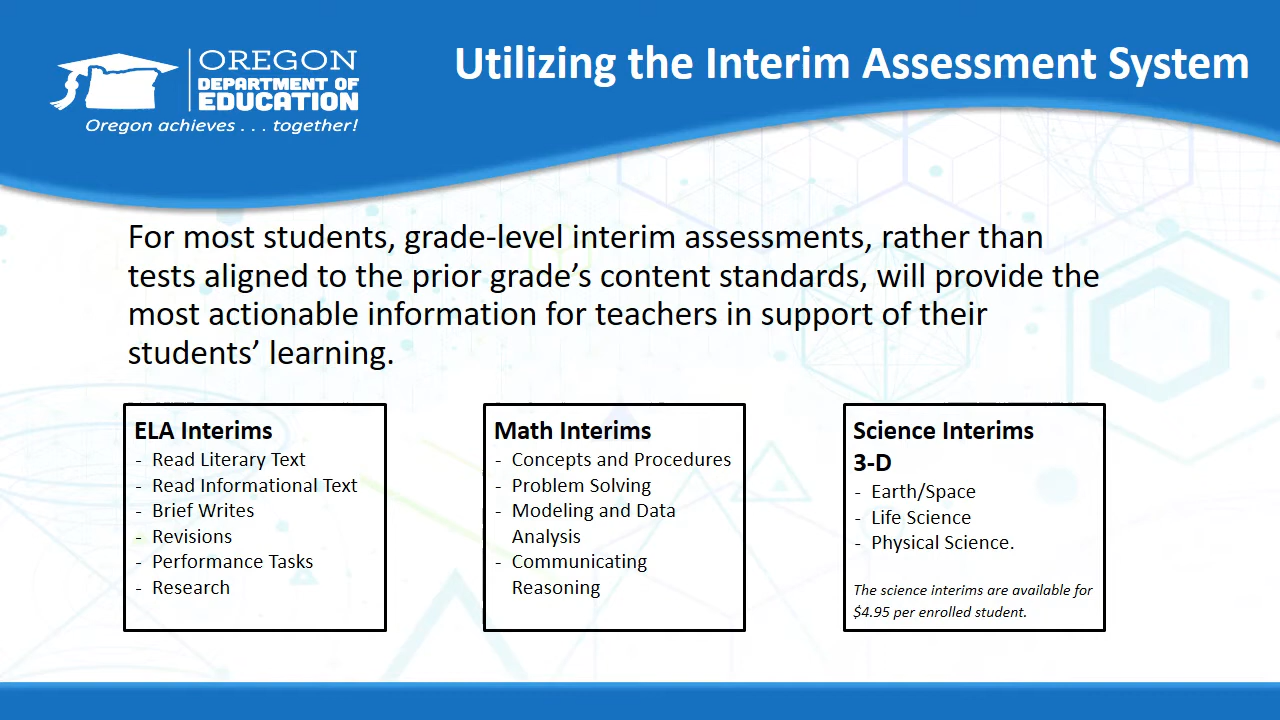 OREGON
DEPARTMENT OF
EDUCATION
Oregon achieves . . . together!
Utilizing the Interim Assessment System
For most students, grade-level interim assessments, rather than
tests aligned to the prior grade’s content standards, will provide the
most actionable information for teachers in support of their
students’ learning.
ELA Interims
- Read Literary Text
- Read Informational Text
- Brief Writes
- Revisions
- Performance Tasks
- Research
Math Interims
- Concepts and Procedures
- Problem Solving
- Modeling and Data
Analysis
- Communicating
Reasoning
Science Interims
3-D
- Earth/Space
- Life Science
- Physical Science.
The science interims are available for
$4.95 per enrolled student.